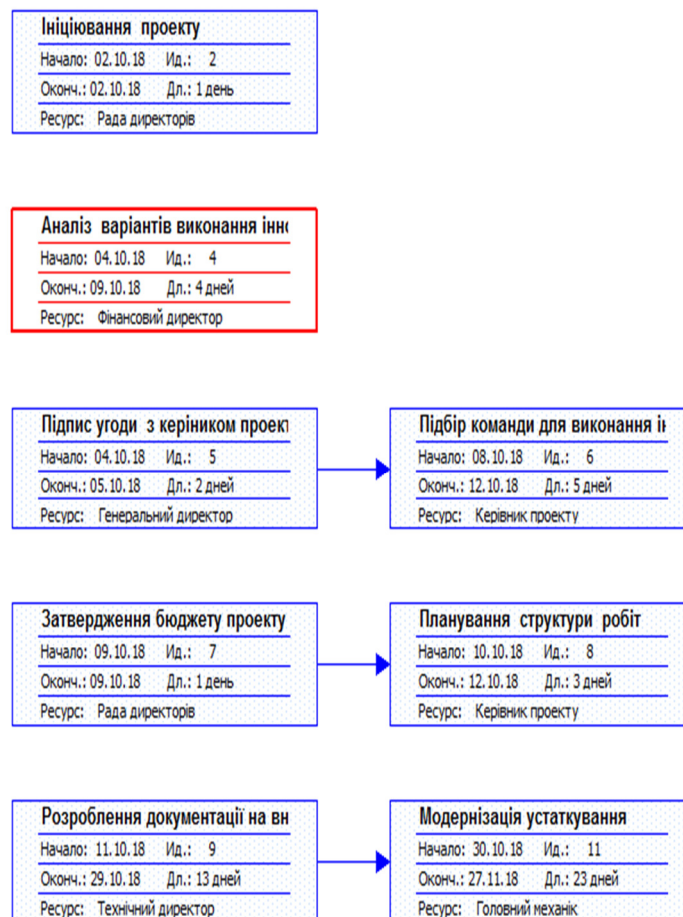 Ініціювання проекту
Начало: 02.10.18 Ид.: 2
Оконч.: 02.10.18 Дл.: 1 день
Ресурс: Рада директорів
Аналіз варіантів виконання інно
Начало: 04.10.18 Ид.: 4
Оконч.: 09.10.18 Дл.: 4 дней
Ресурс: Фінансовий директор
Підпис угоди з керіником проект
Начало: 04.10.18 Ид.: 5
Оконч.: 05.10.18 Дл.: 2 дней
Ресурс: Генеральний директор
Підбір команди для виконання ін
Начало: 08.10.18 Ид.: 6
Оконч.: 12.10.18 Дл.: 5 дней
Ресурс: Керівник проекту
Затвердження бюджету проекту
Начало: 09.10.18 Ид.: 7
Оконч.: 09.10.18 Дл.: 1 день
Ресурс: Рада директорів
Планування структури робіт
Начало: 10.10.18 Ид.: 8
Оконч.: 12.10.18 Дл.: 3 дней
Ресурс: Керівник проекту
Розроблення документації на вн
Начало: 11.10.18 Ид.: 9
Оконч.: 29.10.18 Дл.: 13 дней
Ресурс: Технічний директор
Модернізація устаткування
Начало: 30.10.18 Ид.: 11
Оконч.: 27.11.18 Дл.: 23 дней
Ресурс: Головний механік